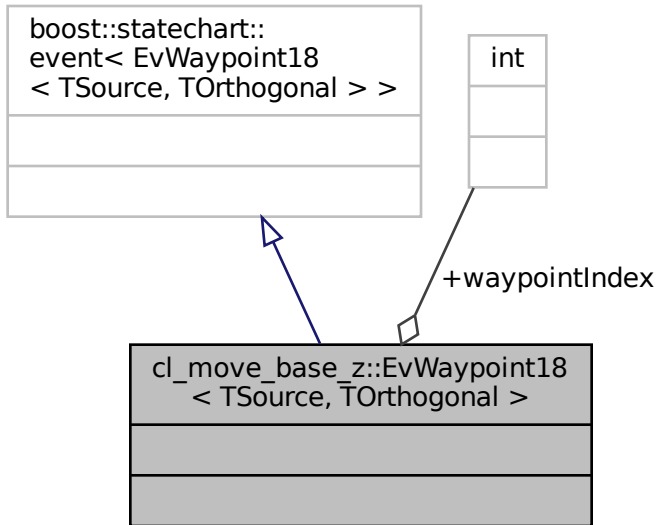 boost::statechart::
event< EvWaypoint18
< TSource, TOrthogonal > >
int
+waypointIndex
cl_move_base_z::EvWaypoint18
< TSource, TOrthogonal >